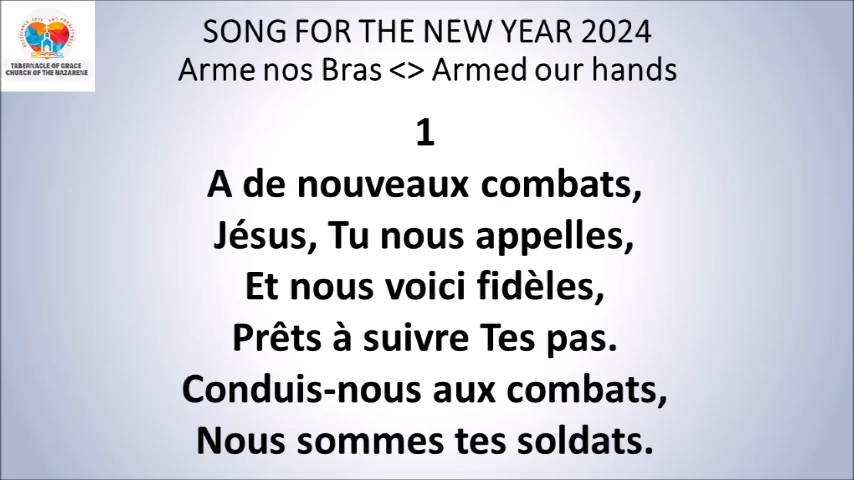 TABERNACLE OF GRACE
CHURCH OF THE NAZARENE
SONG FOR THE NEW YEAR 2024
Arme nos Bras <> Armed our hands
1
A de nouveaux combats,
Jésus, Tu nous appelles,
Et nous voici fidèles,
Prêts à suivre Tes pas.
Conduis-nous aux combats,
Nous sommes tes soldats.